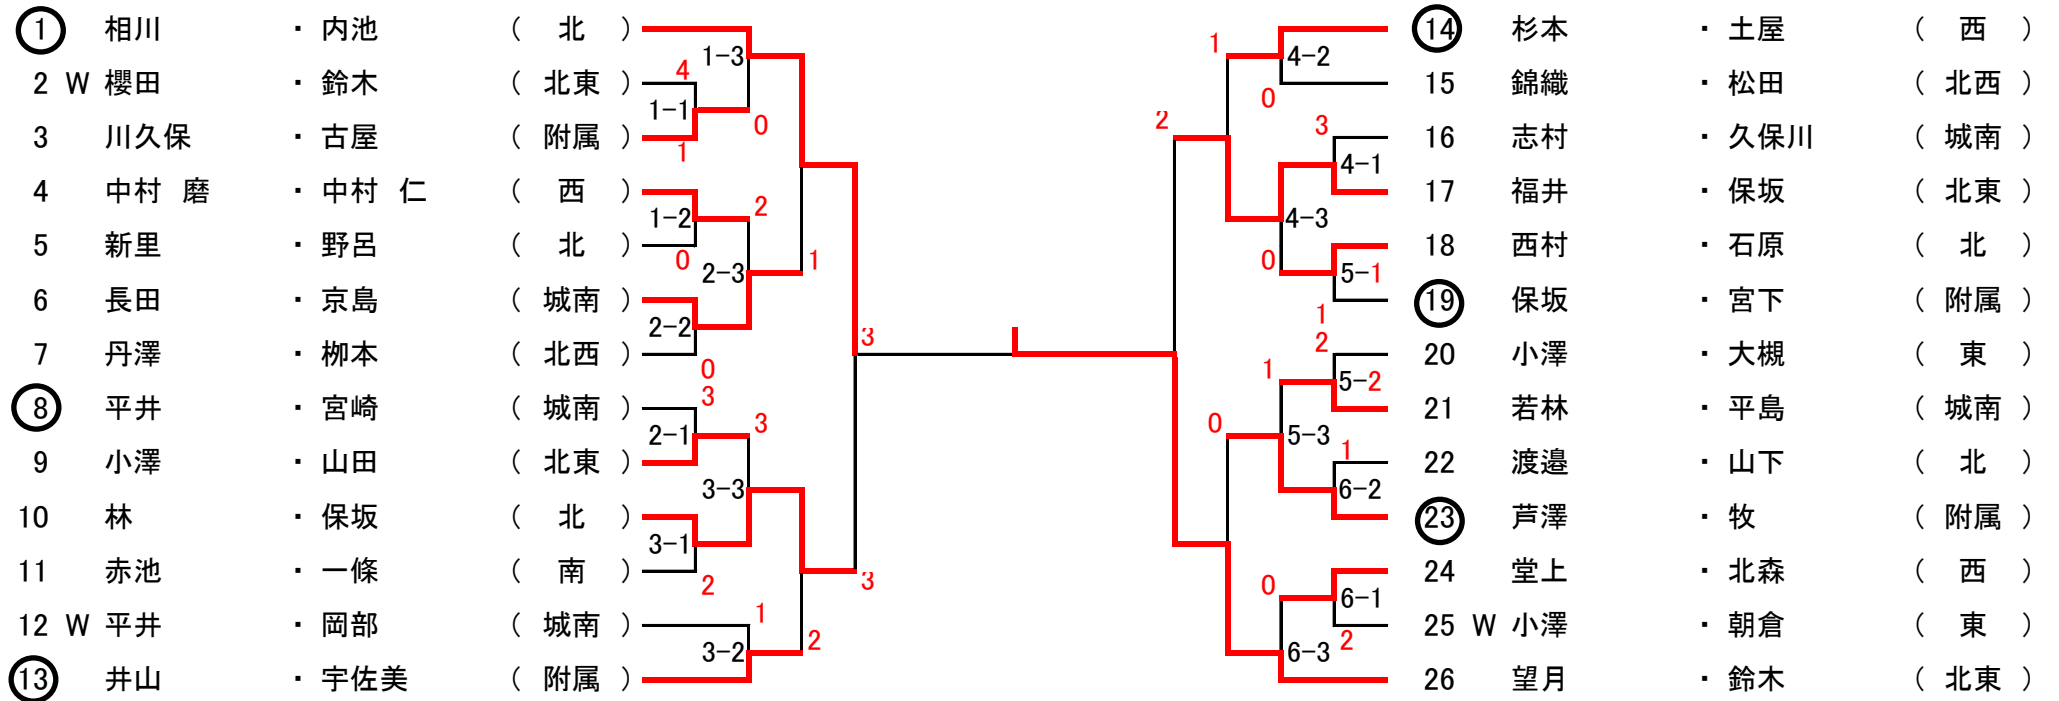 1 相川 ・ 内池 （ 北 ）
2 W 櫻田 ・ 鈴木 （ 北東 ）
3 川久保 ・ 古屋 （ 附属 ）
4 中村 磨 ・ 中村 仁 （ 西 ）
5 新里 ・ 野呂 （ 北 ）
6 長田 ・ 京島 （ 城南 ）
7 丹澤 ・ 栁本 （ 北西 ）
8 平井 ・ 宮崎 （ 城南 ）
9 小澤 ・ 山田 （ 北東 ）
10 林 ・ 保坂 （ 北 ）
11 赤池 ・ 一條 （ 南 ）
12 W 平井 ・ 岡部 （ 城南 ）
13 井山 ・ 宇佐美 （ 附属 ）
1-3
4
1-1
0
1
1-2
2
0
2-3
1
2-2
0
3
3
2-1
3
3-3
3-1
2
3
1
3-2
2
1
4-2
0
2
3
4-1
4-3
0
5-1
1
2
1
5-2
0
5-3
1
6-2
0
6-1
2
6-3
14 杉本 ・ 土屋 （ 西 ）
15 錦織 ・ 松田 （ 北西 ）
16 志村 ・ 久保川 （ 城南 ）
17 福井 ・ 保坂 （ 北東 ）
18 西村 ・ 石原 （ 北 ）
19 保坂 ・ 宮下 （ 附属 ）
20 小澤 ・ 大槻 （ 東 ）
21 若林 ・ 平島 （ 城南 ）
22 渡邉 ・ 山下 （ 北 ）
23 芦澤 ・ 牧 （ 附属 ）
24 堂上 ・ 北森 （ 西 ）
25 W 小澤 ・ 朝倉 （ 東 ）
26 望月 ・ 鈴木 （ 北東 ）